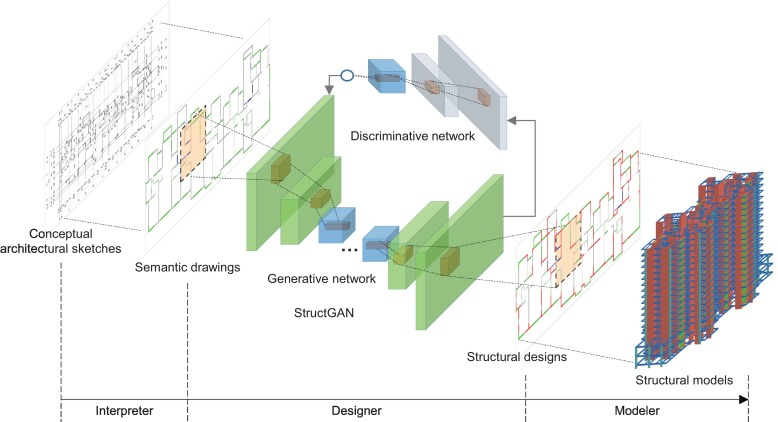 Discriminative network
Conceptual
architectural sketches
Semantic drawings
Generative network
StructGAN
Structural designs
Structural models
Interpreter
Designer
Modeler